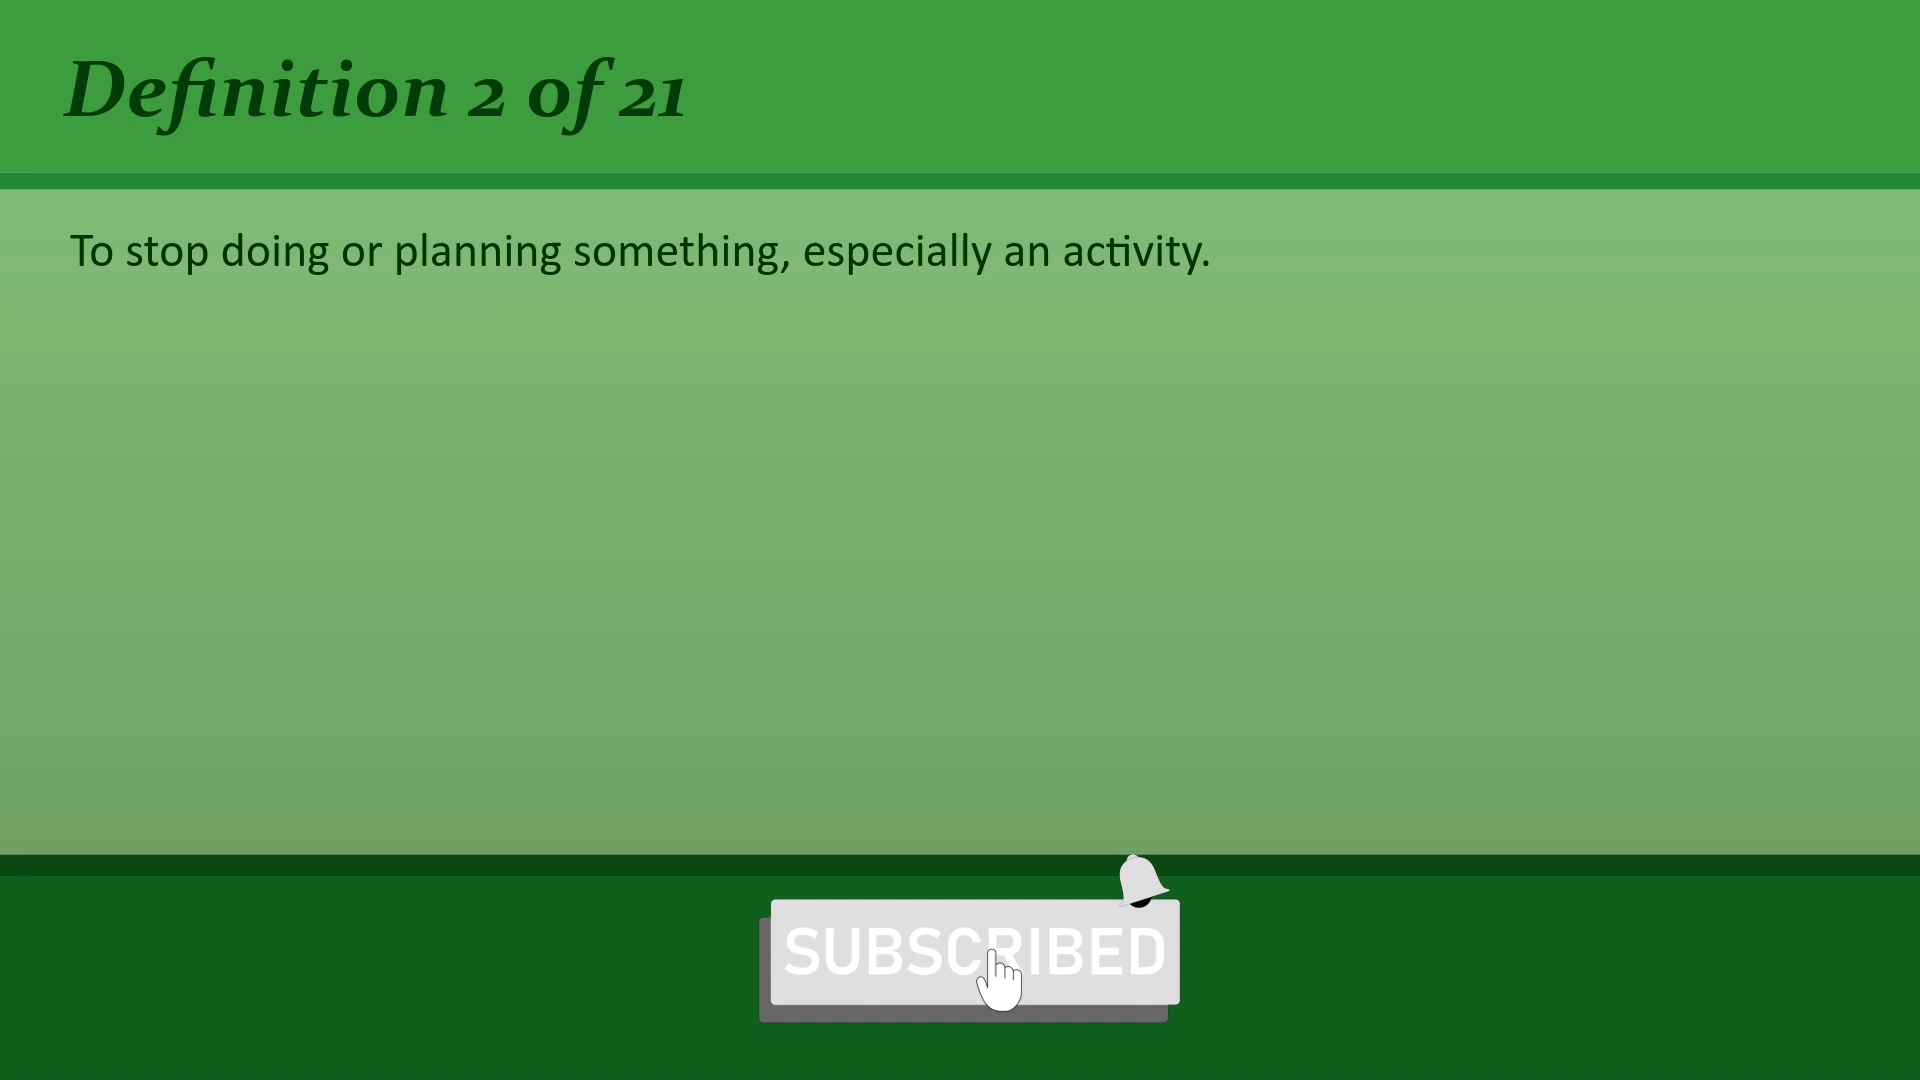 Definition 2 of 21
To stop doing or planning something, especially an activity.
SUBSCRIBED